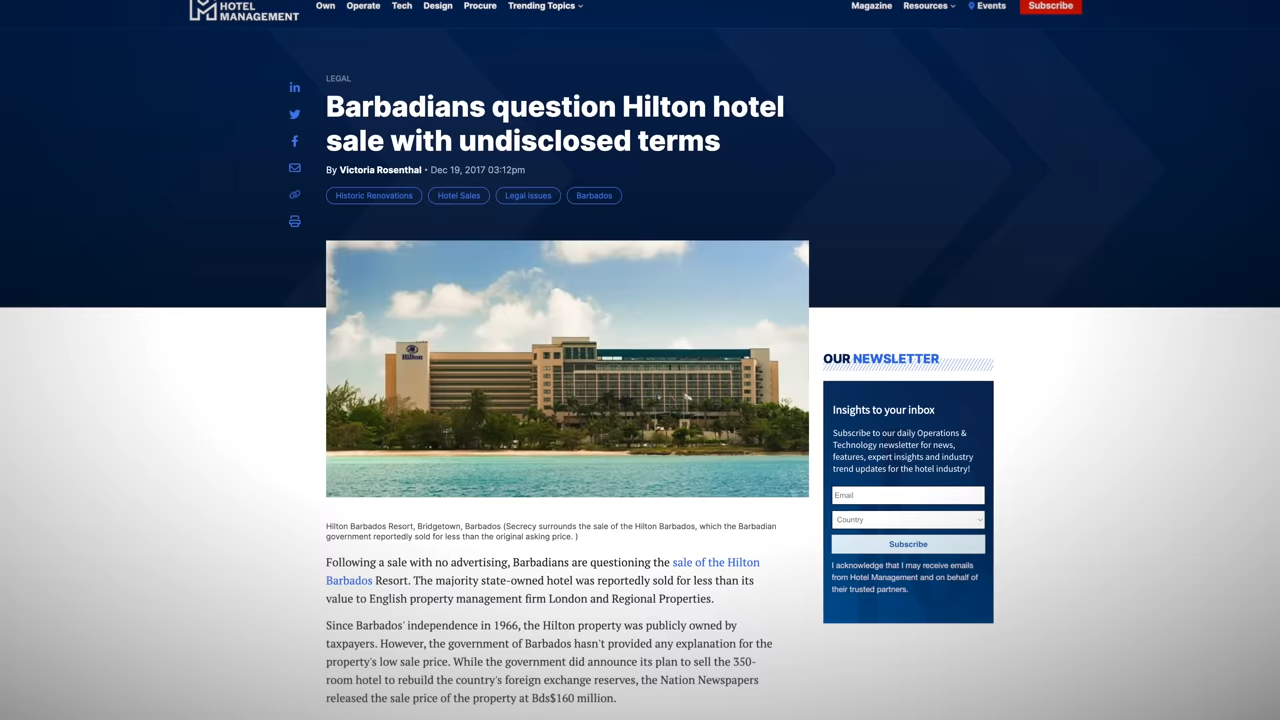 HOTEL
MANAGEMENT
Own Operate Tech Design Procure Trending Topics
Magazine Resources Events Subscribe
LEGAL
Barbadians question Hilton hotel
sale with undisclosed terms
By Victoria Rosenthal • Dec 19, 2017 03:12pm
Historic Renovations Hotel Sales Legal issues Barbados
Hilton
Hilton Barbados Resort, Bridgetown, Barbados (Secrecy surrounds the sale of the Hilton Barbados, which the Barbadian
government reportedly sold for less than the original asking price. )
Following a sale with no advertising, Barbadians are questioning the sale of the Hilton
Barbados Resort. The majority state-owned hotel was reportedly sold for less than its
value to English property management firm London and Regional Properties.
Since Barbados' independence in 1966, the Hilton property was publicly owned by
taxpayers. However, the government of Barbados hasn't provided any explanation for the
property's low sale price. While the government did announce its plan to sell the 350-
room hotel to rebuild the country's foreign exchange reserves, the Nation Newspapers
released the sale price of the property at Bds$160 million.
OUR NEWSLETTER
Insights to your inbox
Subscribe to our daily Operations &
Technology newsletter for news,
features, expert insights and industry
trend updates for the hotel industry!
Email
Country
Subscribe
I acknowledge that I may receive emails
from Hotel Management and on behalf of
their trusted partners.